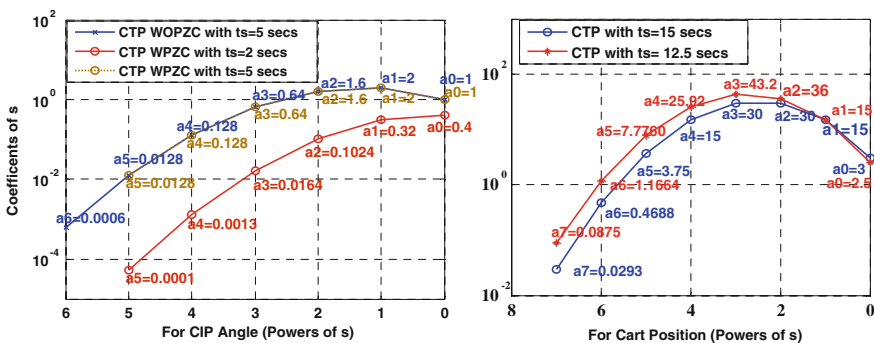 CTP WOPZC with ts=5 secs
CTP WPZC with ts=2 secs
CTP WPZC with ts=5 secs
Coefficents of s
10^2
10^0
10^-2
10^-4
a6=0.0006
a5=0.0128
a5=0.0128
a4=0.128
a4=0.128
a3=0.64
a3=0.64
a2=1.6
a2=1.6
a1=2
a1=2
a0=1
a0=1
a5=0.0001
a4=0.0013
a3=0.0164
a2=0.1024
a1=0.32
a0=0.4
6 5 4 3 2 1 0
For CIP Angle (Powers of s)
CTP with ts=15 secs
CTP with ts= 12.5 secs
10^2
10^0
10^-2
a7=0.0875
a6=1.1664
a5=7.7760
a4=25.92
a3=43.2
a2=36
a1=15
a0=2.5
a7=0.0293
a6=0.4688
a5=3.75
a4=15
a3=30
a2=30
a1=15
a0=3
8 6 4 2 0
For Cart Position (Powers of s)